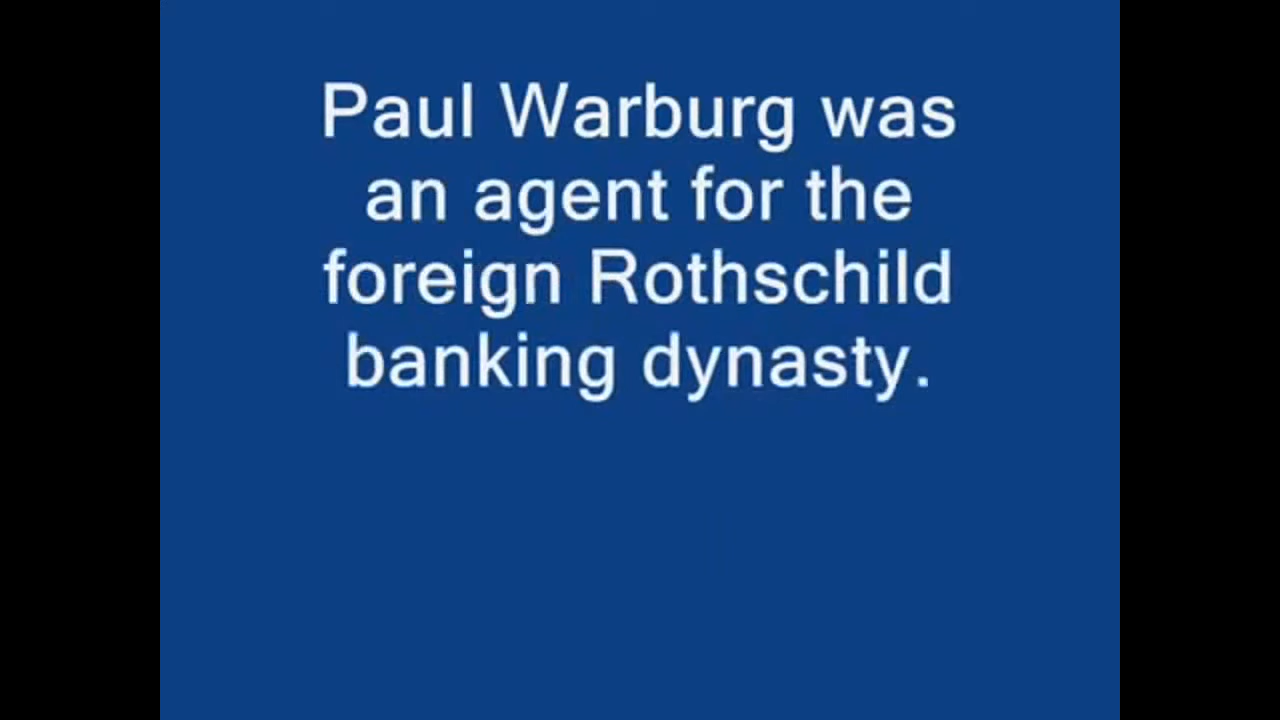 Paul Warburg was
an agent for the
foreign Rothschild
banking dynasty.